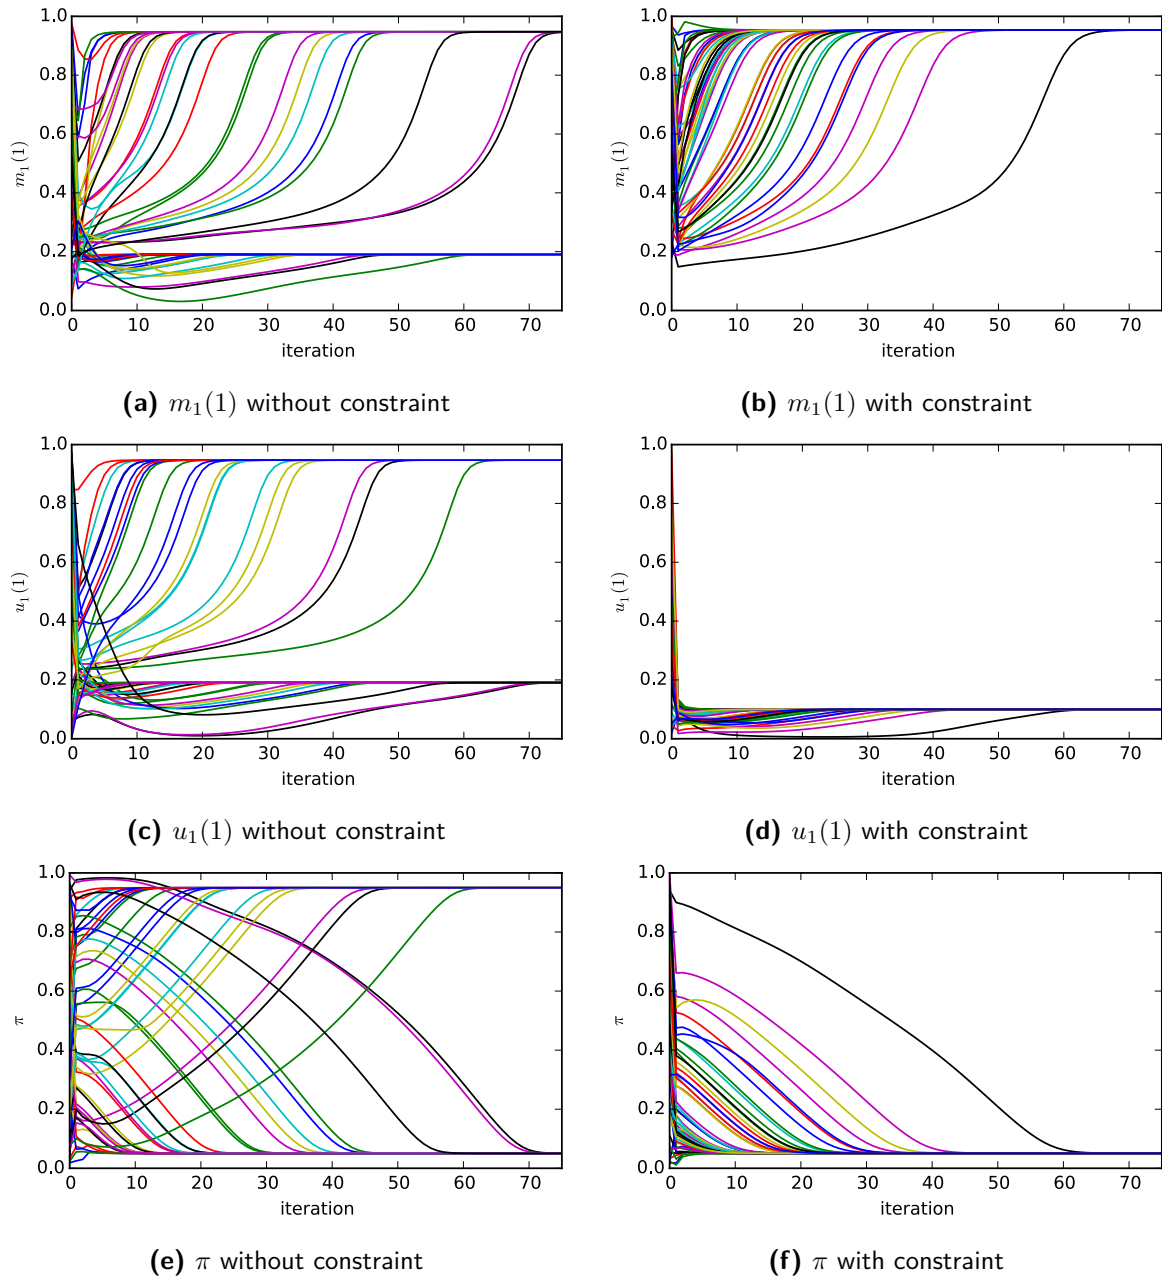 1.0
0.8
0.6
0.4
0.2
0.0
m₁(1)
0 10 20 30 40 50 60 70
iteration
(a) m₁(1) without constraint
1.0
0.8
0.6
0.4
0.2
0.0
m₁(1)
0 10 20 30 40 50 60 70
iteration
(b) m₁(1) with constraint
1.0
0.8
0.6
0.4
0.2
0.0
u₁(1)
0 10 20 30 40 50 60 70
iteration
(c) u₁(1) without constraint
1.0
0.8
0.6
0.4
0.2
0.0
u₁(1)
0 10 20 30 40 50 60 70
iteration
(d) u₁(1) with constraint
1.0
0.8
0.6
0.4
0.2
0.0
π
0 10 20 30 40 50 60 70
iteration
(e) π without constraint
1.0
0.8
0.6
0.4
0.2
0.0
π
0 10 20 30 40 50 60 70
iteration
(f) π with constraint